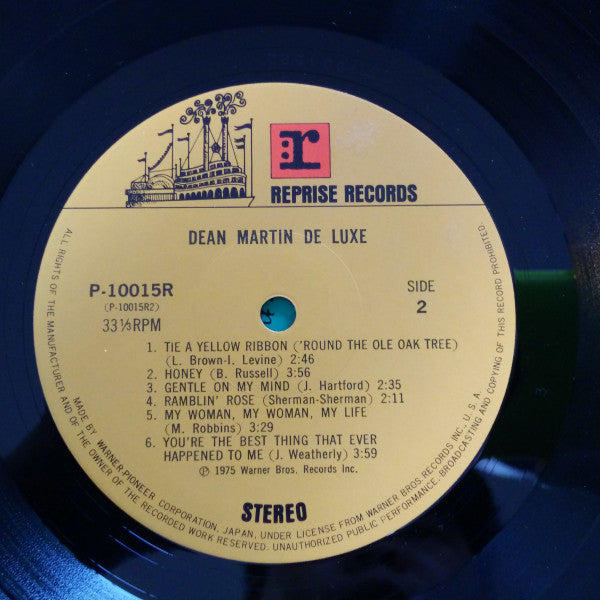 r
REPRISE RECORDS
DEAN MARTIN DE LUXE
P-10015R
(P-10015R2)
33⅓RPM
SIDE
2
1. TIE A YELLOW RIBBON ('ROUND THE OLE OAK TREE)
(L. Brown-I. Levine) 2:46
2. HONEY (B. Russell) 3:56
3. GENTLE ON MY MIND (J. Hartford) 2:35
4. RAMBLIN' ROSE (Sherman-Sherman) 2:11
5. MY WOMAN, MY WOMAN, MY LIFE
(M. Robbins) 3:29
6. YOU'RE THE BEST THING THAT EVER
HAPPENED TO ME (J. Weatherly) 3:59
℗ 1975 Warner Bros. Records Inc.
STEREO
MADE BY WARNER-PIONEER CORPORATION, JAPAN, UNDER LICENSE FROM WARNER BROS. RECORDS INC., U.S.A.
ALL RIGHTS OF THE MANUFACTURER AND OF THE OWNER OF THE RECORDED WORK RESERVED. UNAUTHORIZED PUBLIC PERFORMANCE, BROADCASTING AND COPYING OF THIS RECORD PROHIBITED.